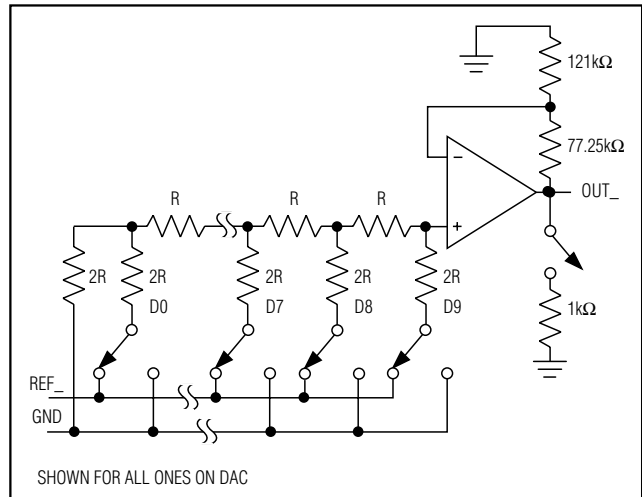 121kΩ
77.25kΩ
−
OUT_
+
R R R
2R 2R 2R 2R 2R
D0 D7 D8 D9
1kΩ
REF_
GND
SHOWN FOR ALL ONES ON DAC